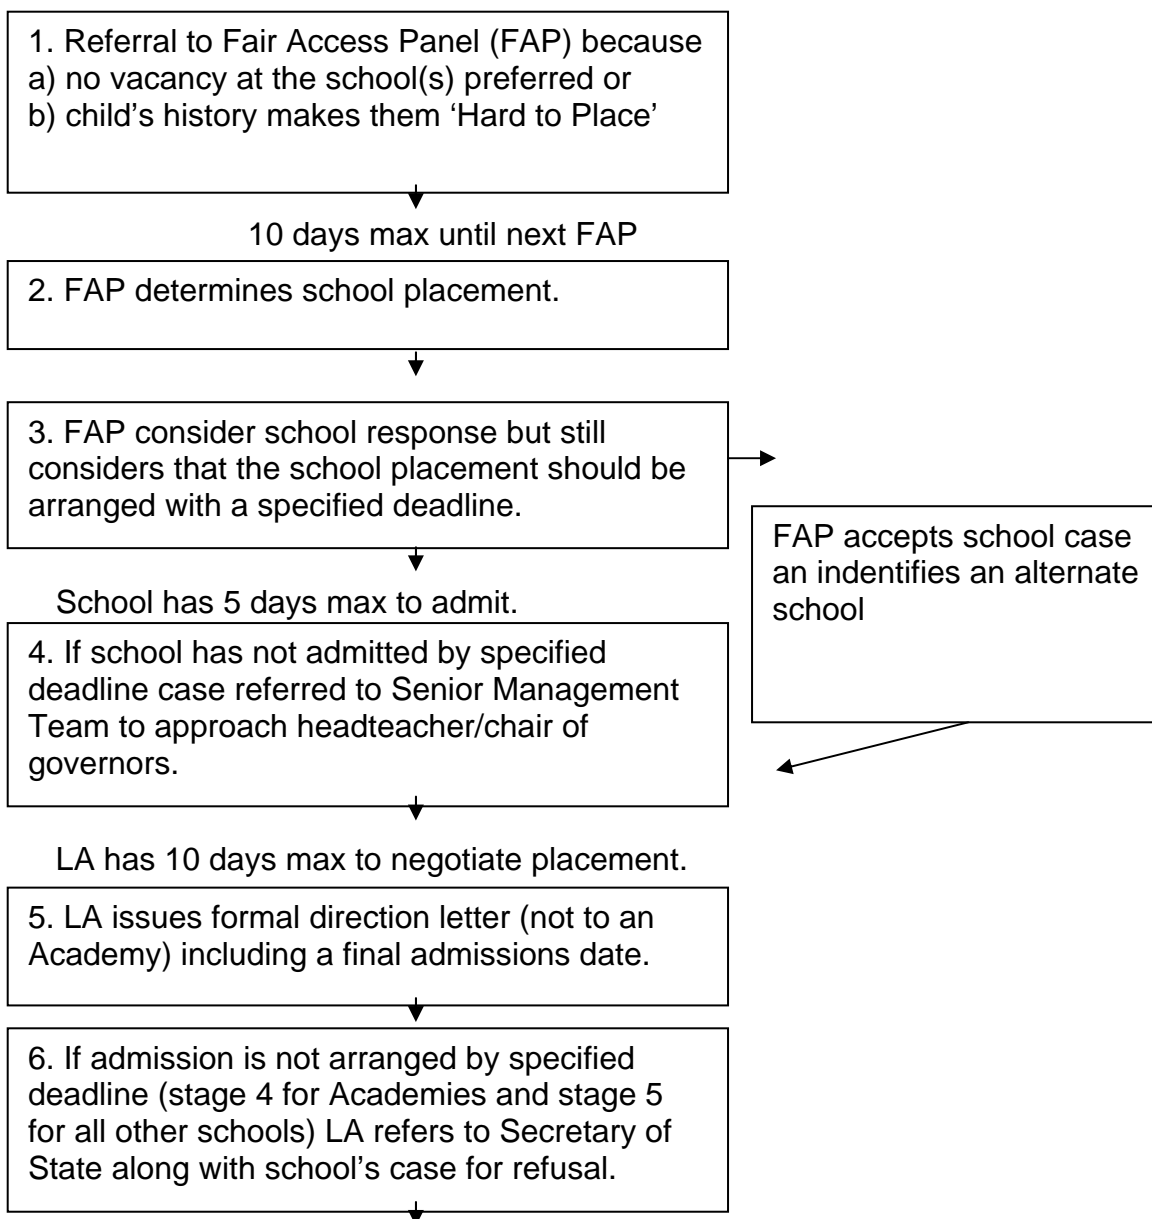 1. Referral to Fair Access Panel (FAP) because
a) no vacancy at the school(s) preferred or
b) child’s history makes them ‘Hard to Place’
10 days max until next FAP
2. FAP determines school placement.
3. FAP consider school response but still
considers that the school placement should be
arranged with a specified deadline.
FAP accepts school case
an indentifies an alternate
school
School has 5 days max to admit.
4. If school has not admitted by specified
deadline case referred to Senior Management
Team to approach headteacher/chair of
governors.
LA has 10 days max to negotiate placement.
5. LA issues formal direction letter (not to an
Academy) including a final admissions date.
6. If admission is not arranged by specified
deadline (stage 4 for Academies and stage 5
for all other schools) LA refers to Secretary of
State along with school’s case for refusal.